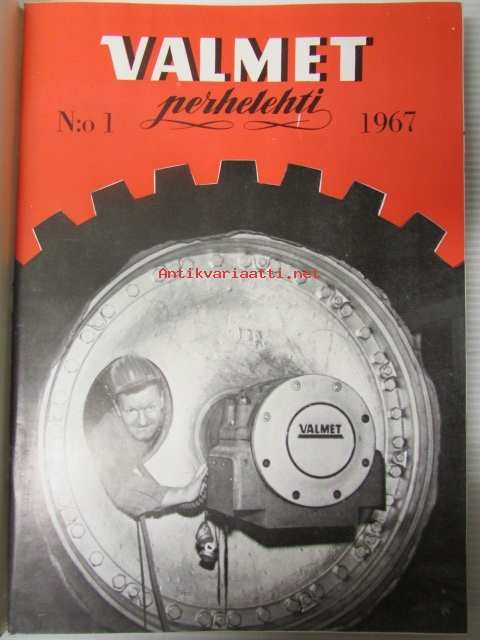 VALMET
perhelehti
N:o 1 1967
Antikvariaatti.net
VALMET